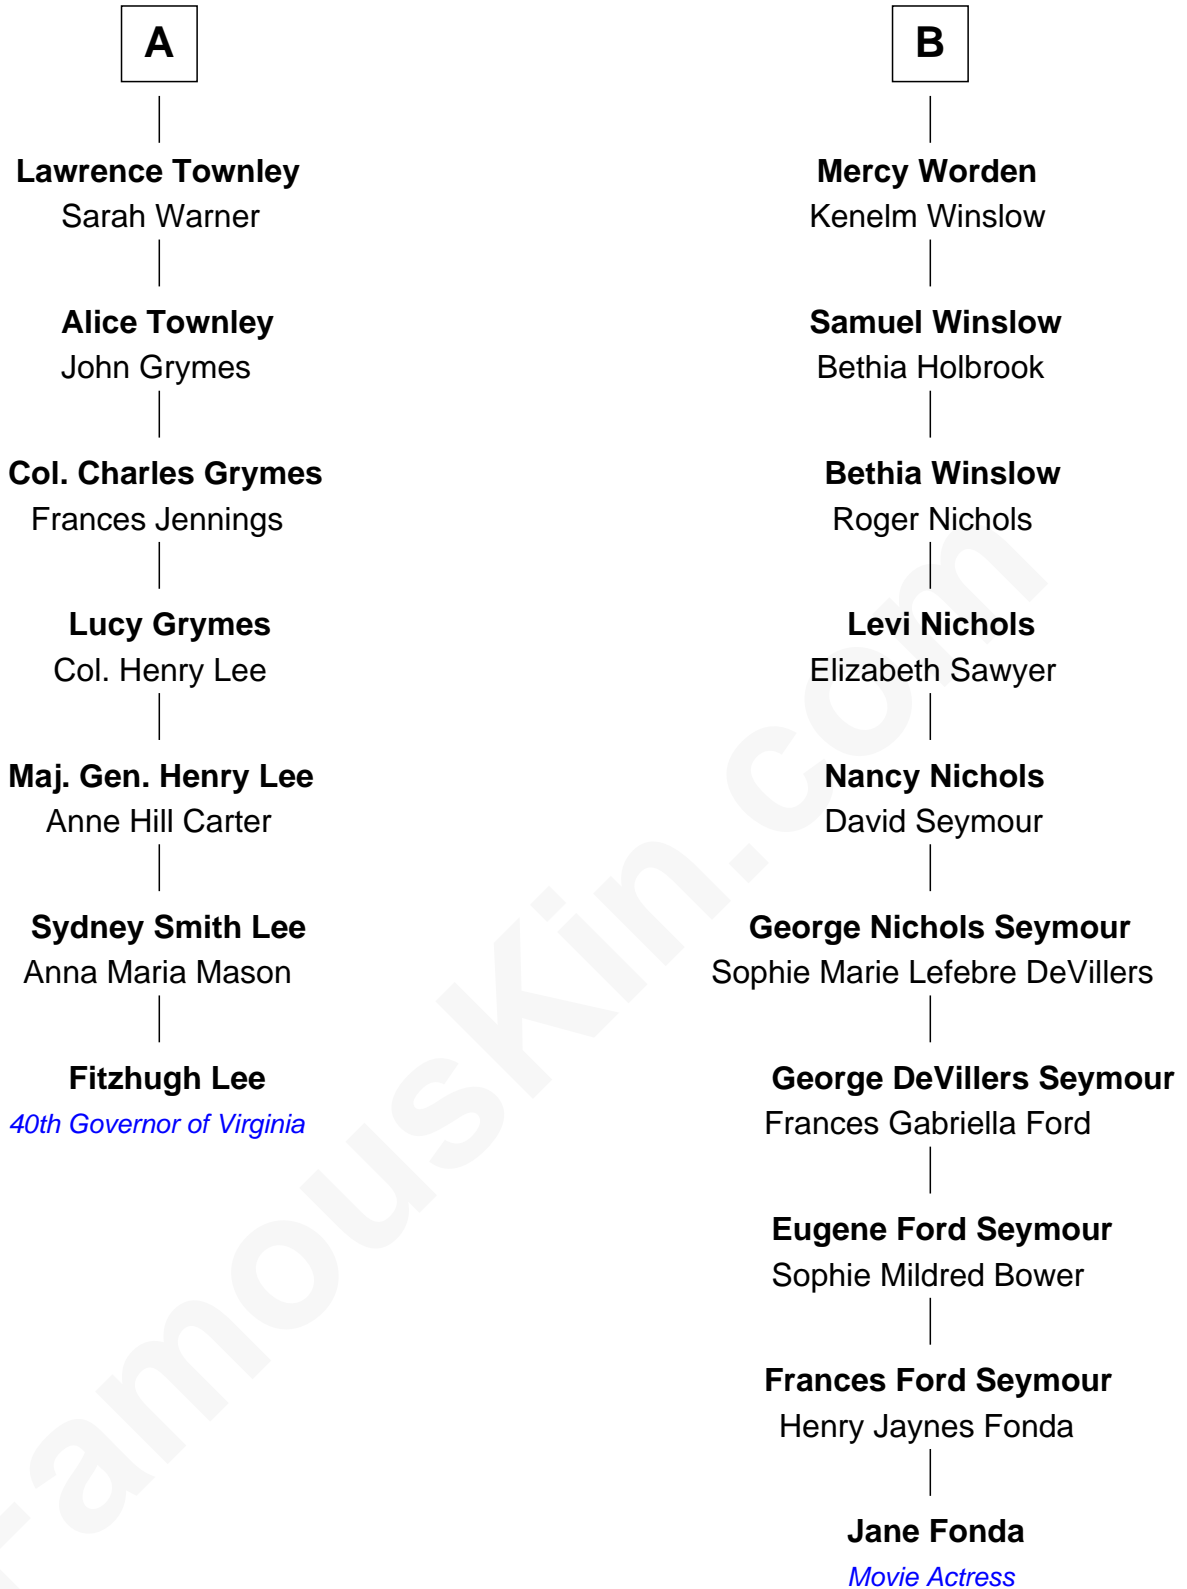 A
Lawrence Townley
Sarah Warner
Alice Townley
John Grymes
Col. Charles Grymes
Frances Jennings
Lucy Grymes
Col. Henry Lee
Maj. Gen. Henry Lee
Anne Hill Carter
Sydney Smith Lee
Anna Maria Mason
Fitzhugh Lee
40th Governor of Virginia
B
Mercy Worden
Kenelm Winslow
Samuel Winslow
Bethia Holbrook
Bethia Winslow
Roger Nichols
Levi Nichols
Elizabeth Sawyer
Nancy Nichols
David Seymour
George Nichols Seymour
Sophie Marie Lefebre DeVillers
George DeVillers Seymour
Frances Gabriella Ford
Eugene Ford Seymour
Sophie Mildred Bower
Frances Ford Seymour
Henry Jaynes Fonda
Jane Fonda
Movie Actress
FamousKin.com